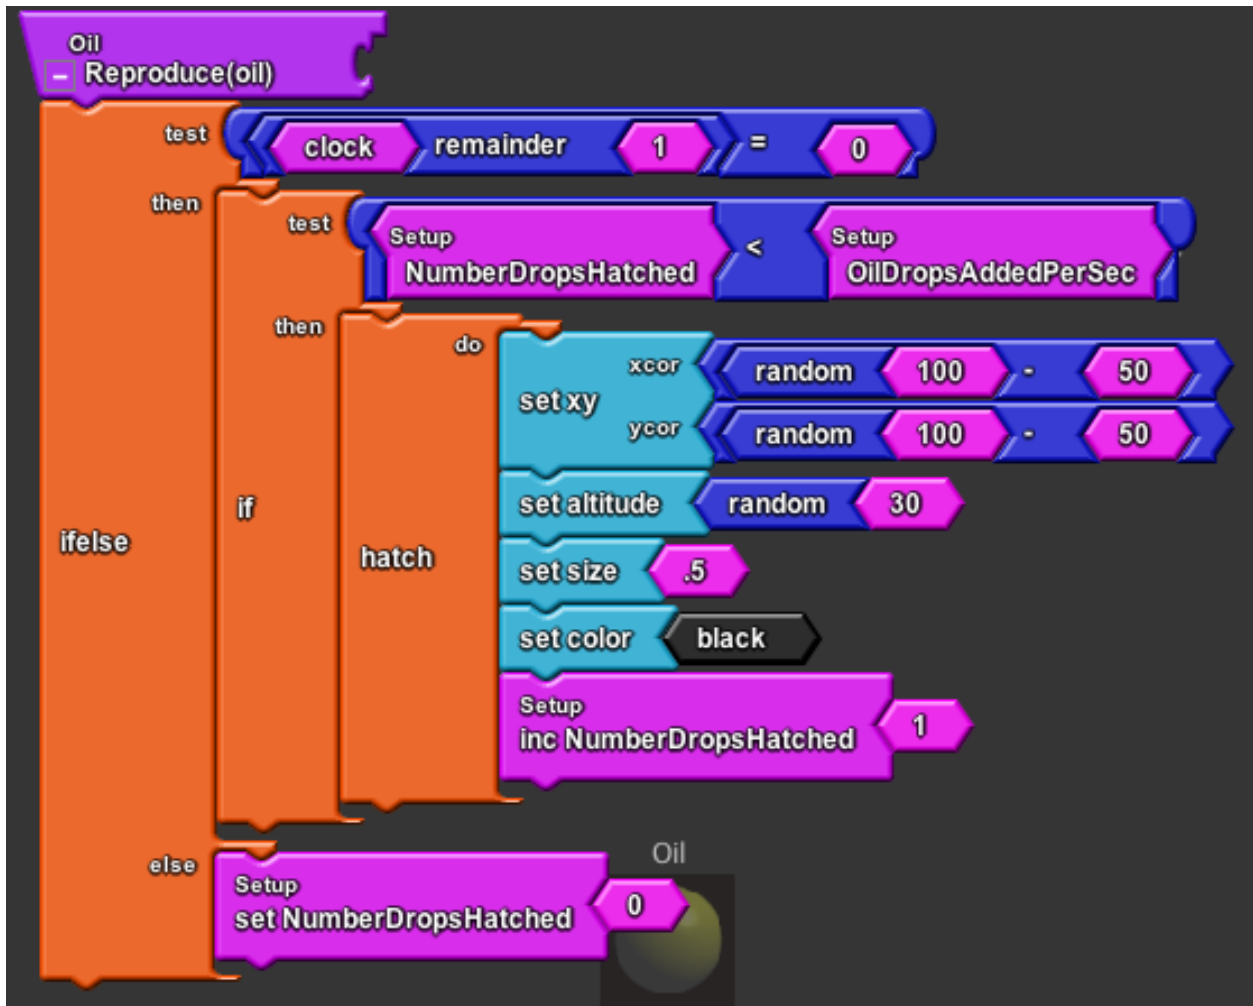 Oil
– Reproduce(oil)
test clock remainder 1 = 0
then
test Setup NumberDropsHatched < Setup OilDropsAddedPerSec
then
do
set xy xcor random 100 - 50
ycor random 100 - 50
set altitude random 30
if
ifelse
hatch
set size .5
set color black
Setup
inc NumberDropsHatched 1
else
Oil
Setup
set NumberDropsHatched 0